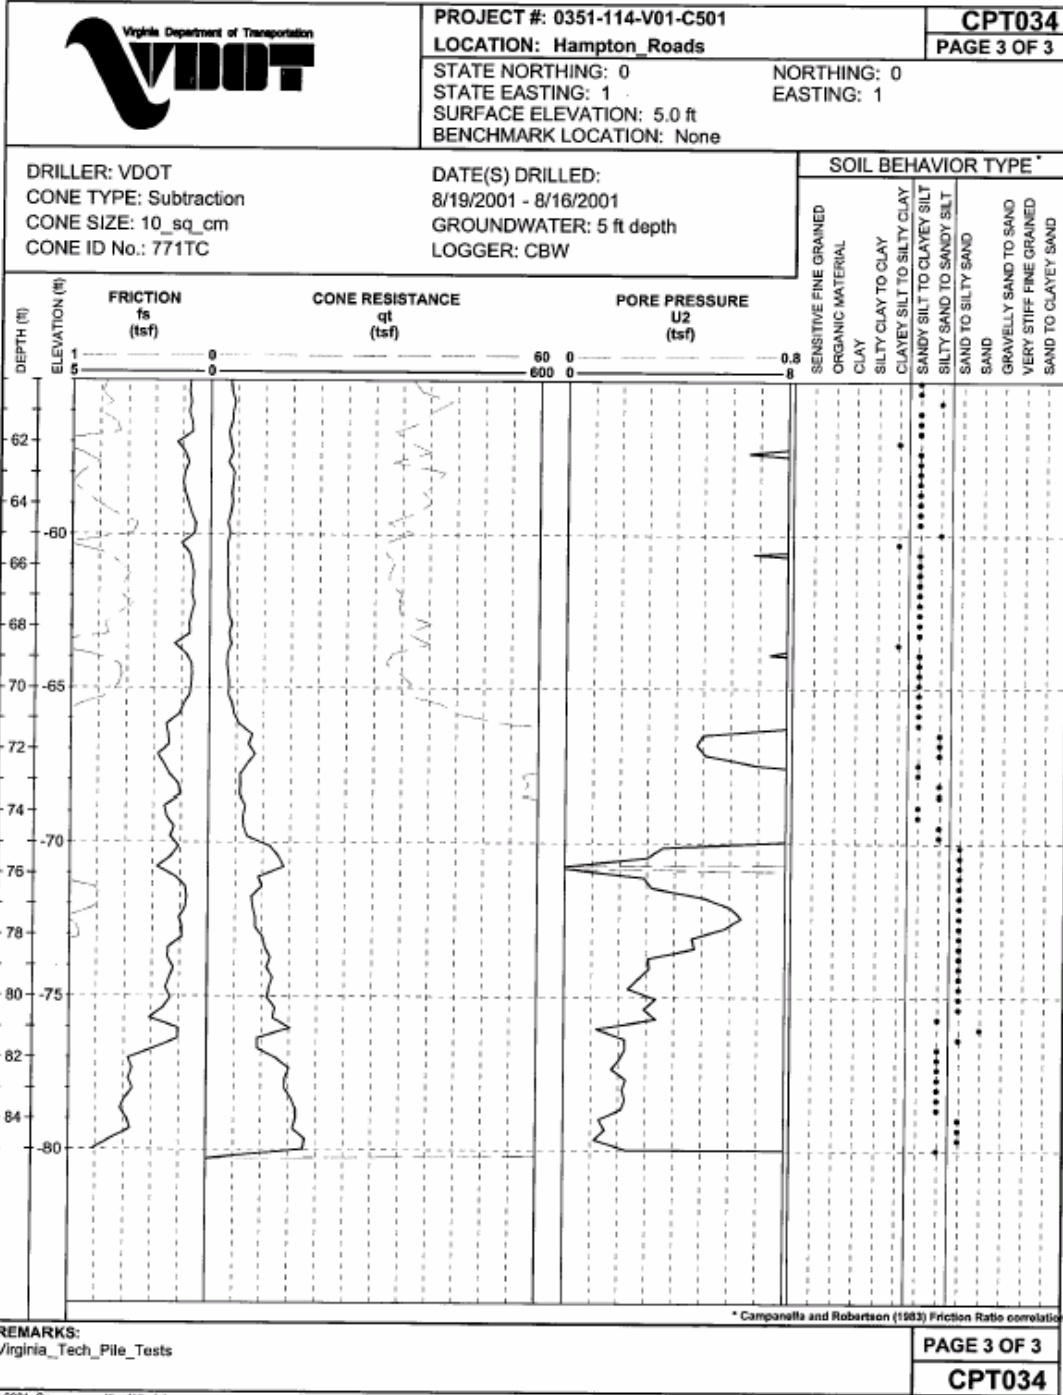 Virginia Department of Transportation
VDOT
PROJECT #: 0351-114-V01-C501
LOCATION: Hampton_Roads
CPT034
PAGE 3 OF 3
STATE NORTHING: 0
STATE EASTING: 1
SURFACE ELEVATION: 5.0 ft
BENCHMARK LOCATION: None
NORTHING: 0
EASTING: 1
DRILLER: VDOT
CONE TYPE: Subtraction
CONE SIZE: 10_sq_cm
CONE ID No.: 771TC
DATE(S) DRILLED:
8/19/2001 - 8/16/2001
GROUNDWATER: 5 ft depth
LOGGER: CBW
SOIL BEHAVIOR TYPE *
SENSITIVE FINE GRAINED
ORGANIC MATERIAL
CLAY
SILTY CLAY TO CLAY
CLAYEY SILT TO SILTY CLAY
SANDY SILT TO CLAYEY SILT
SILTY SAND TO SANDY SILT
SAND TO SILTY SAND
SAND
GRAVELLY SAND TO SAND
VERY STIFF FINE GRAINED
SAND TO CLAYEY SAND
DEPTH (ft)
ELEVATION (ft)
FRICTION
fs
(tsf)
CONE RESISTANCE
qt
(tsf)
PORE PRESSURE
U2
(tsf)
1 0 60 0 0.8
5 0 600 0 8
62
64
-60
66
68
70 -65
72
74
-70
76
78
80 -75
82
84
-80
* Campanella and Robertson (1983) Friction Ratio correlation
REMARKS:
Virginia_Tech_Pile_Tests
PAGE 3 OF 3
CPT034